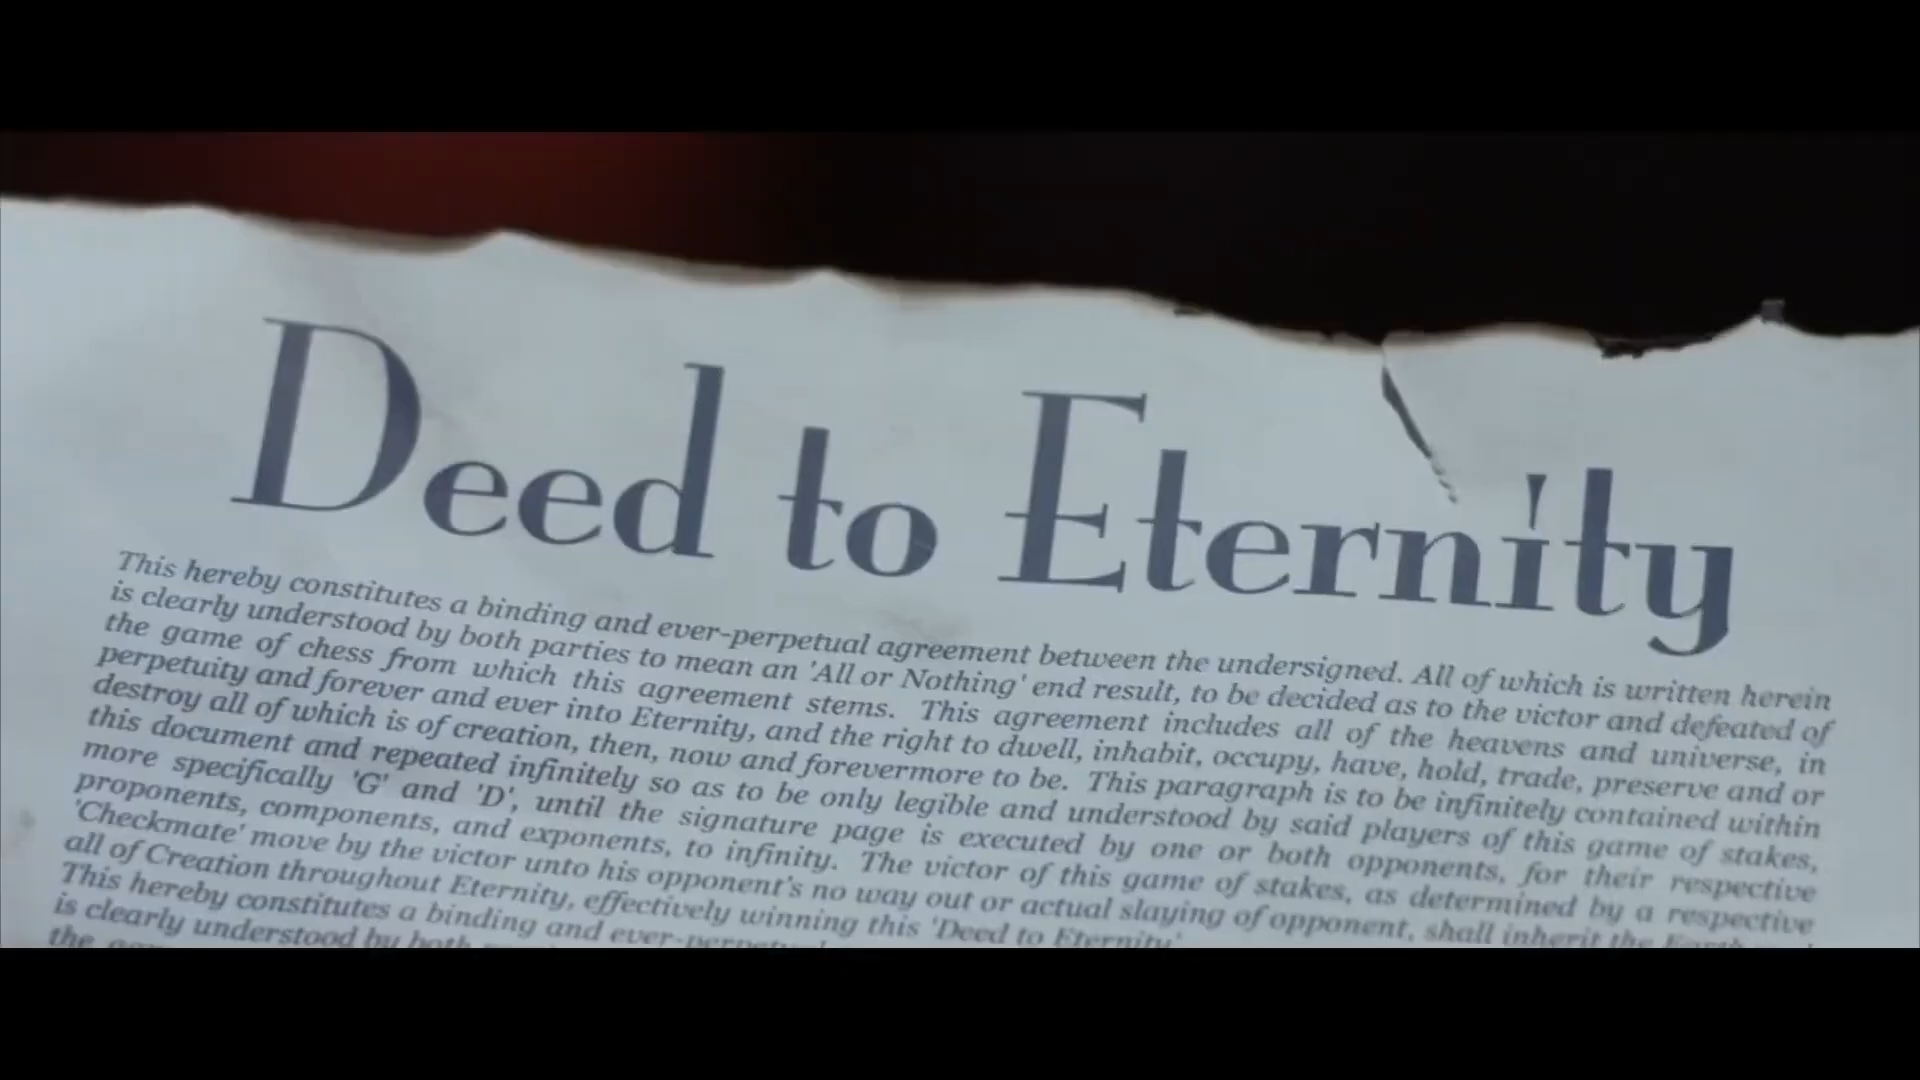 Deed to Eternity
This hereby constitutes a binding and ever-perpetual agreement between the undersigned. All of which is written herein
is clearly understood by both parties to mean an 'All or Nothing' end result, to be decided as to the victor and defeated of
the game of chess from which this agreement stems. This agreement includes all of the heavens and universe, in
perpetuity and forever and ever into Eternity, and the right to dwell, inhabit, occupy, have, hold, trade, preserve and or
destroy all of which is of creation, then, now and forevermore to be. This paragraph is to be infinitely contained within
this document and repeated infinitely so as to be only legible and understood by said players of this game of stakes,
more specifically 'G' and 'D', until the signature page is executed by one or both opponents, for their respective
proponents, components, and exponents, to infinity. The victor of this game of stakes, as determined by a respective
'Checkmate' move by the victor unto his opponent's no way out or actual slaying of opponent, shall inherit the Earth
all of Creation throughout Eternity, effectively winning this 'Deed to Eternity'
This hereby constitutes a binding and ever-perpetual
is clearly understood by both
the